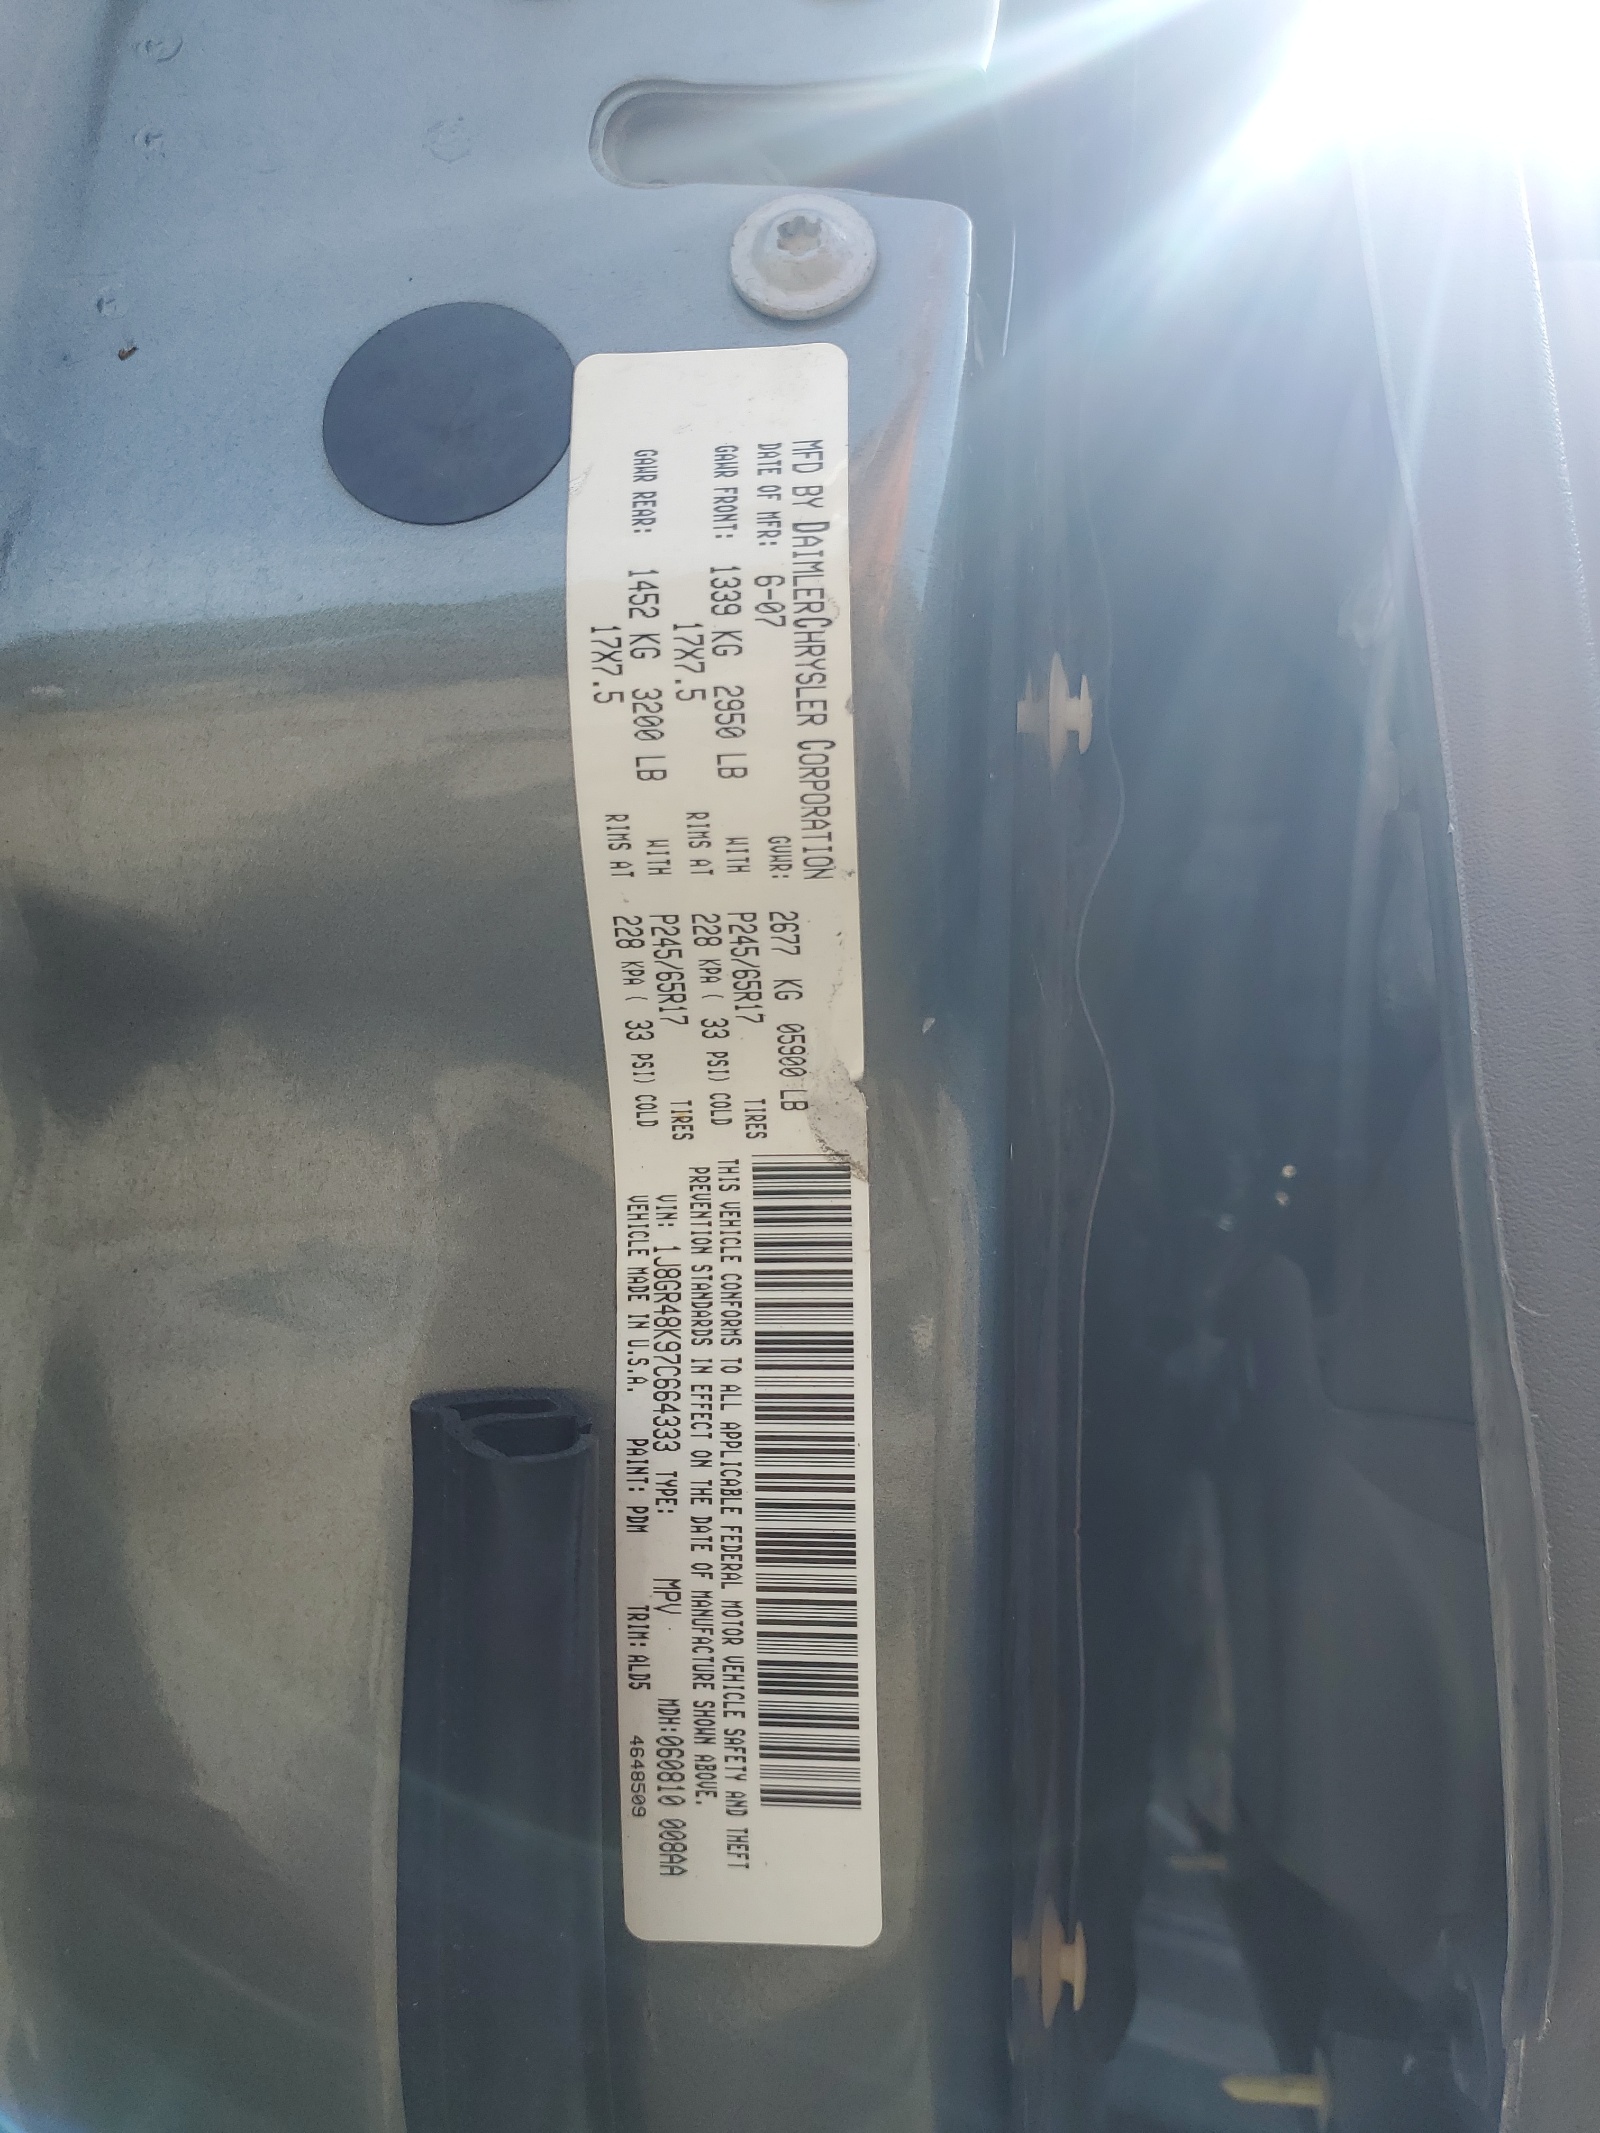 MFD BY DAIMLERCHRYSLER CORPORATION
DATE OF MFR: 6-07 GVWR: 2677 KG 05900 LB
GAWR FRONT: 1339 KG 2950 LB WITH P245/65R17 TIRES
17X7.5 RIMS AT 228 KPA ( 33 PSI) COLD
GAWR REAR: 1452 KG 3200 LB WITH P245/65R17 TIRES
17X7.5 RIMS AT 228 KPA ( 33 PSI) COLD
THIS VEHICLE CONFORMS TO ALL APPLICABLE FEDERAL MOTOR VEHICLE SAFETY AND THEFT
PREVENTION STANDARDS IN EFFECT ON THE DATE OF MANUFACTURE SHOWN ABOVE.
VIN: 1J8GR48K97C664333 TYPE: MPV MDH:060810 008AA
VEHICLE MADE IN U.S.A. PAINT: PDM TRIM: ALD5 4648509